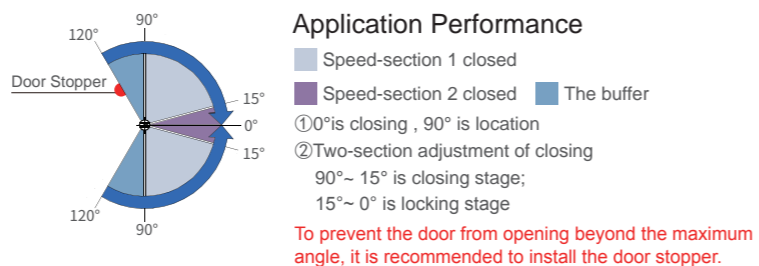 90°
120°
Door Stopper
15°
0°
15°
120°
90°
Application Performance
Speed-section 1 closed
Speed-section 2 closed The buffer
①0°is closing , 90° is location
②Two-section adjustment of closing
90°~ 15° is closing stage;
15°~ 0° is locking stage
To prevent the door from opening beyond the maximum
angle, it is recommended to install the door stopper.